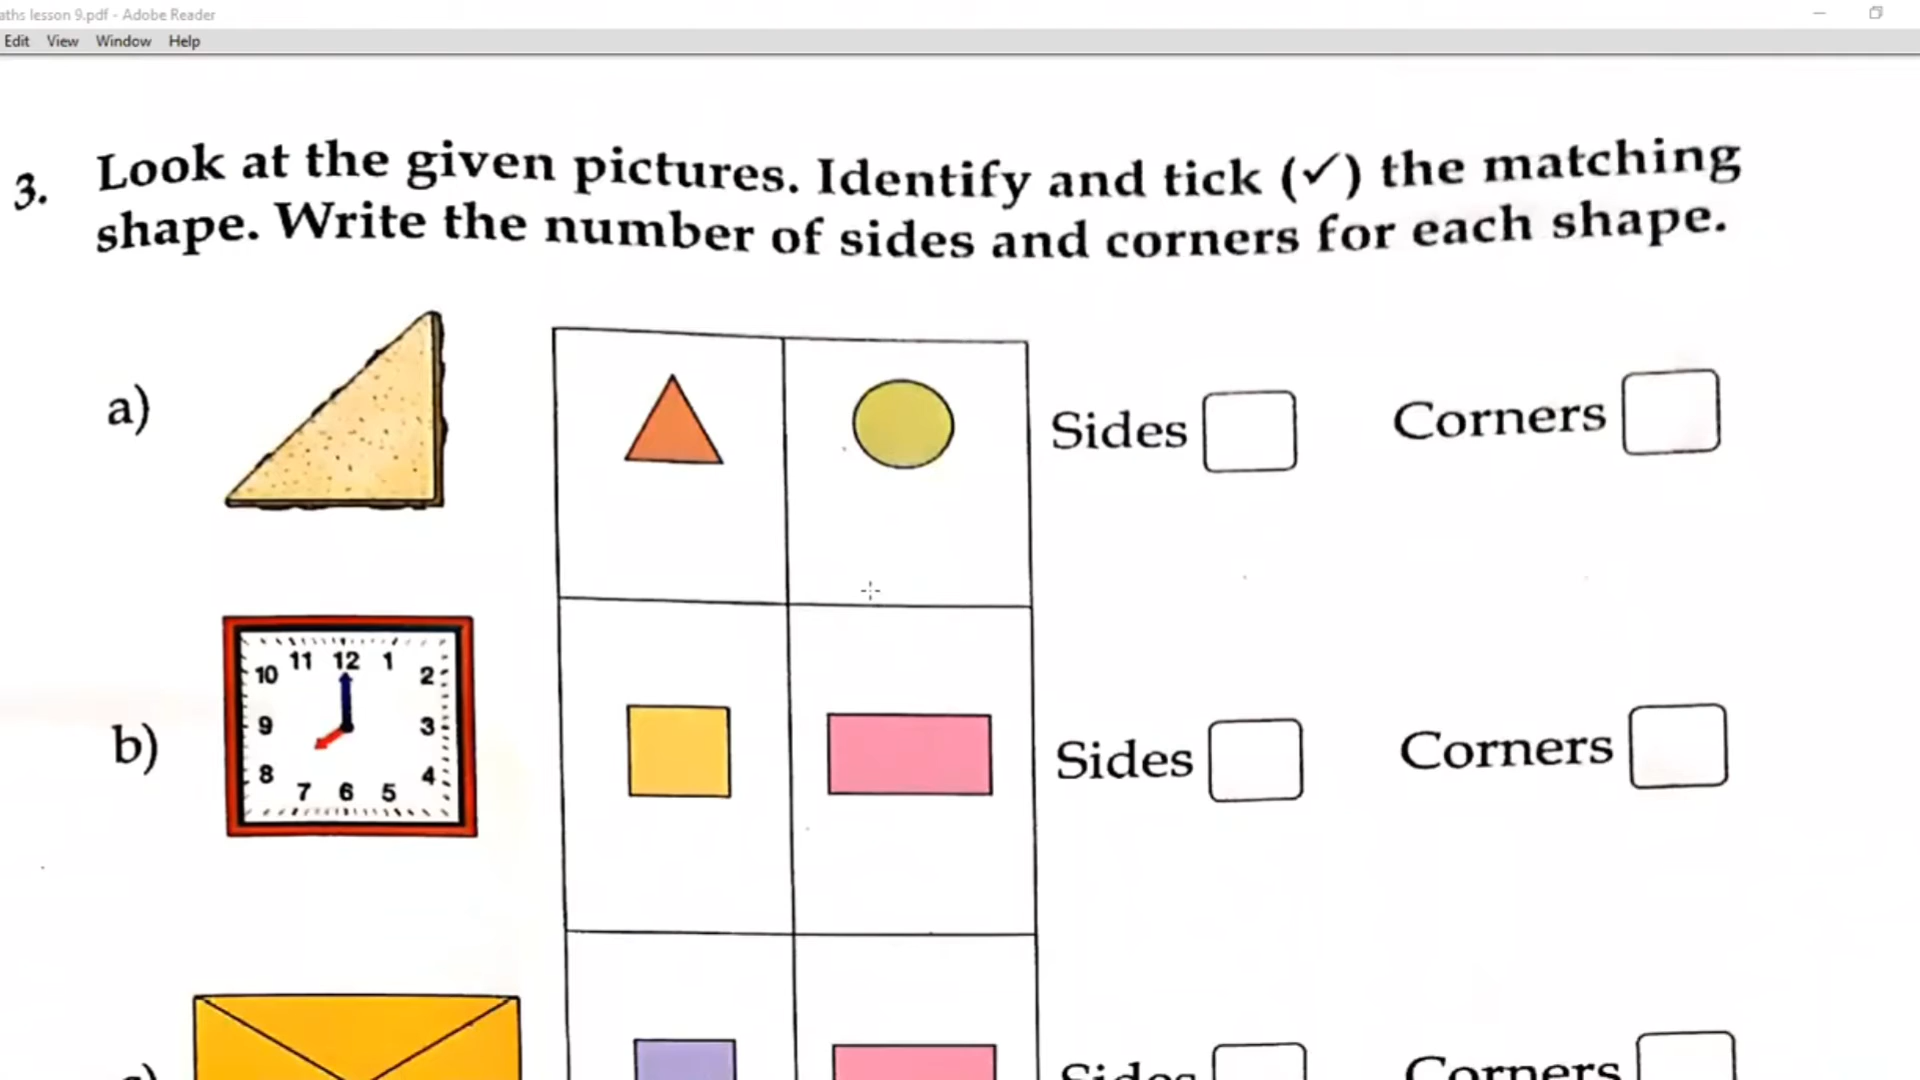 aths lesson 9.pdf - Adobe Reader
Edit View Window Help
3. Look at the given pictures. Identify and tick (✓) the matching
shape. Write the number of sides and corners for each shape.
a)
Sides
Corners
11 12 1
10 2
9 3
8 4
7 6 5
b)
Sides
Corners
Sides
Corners